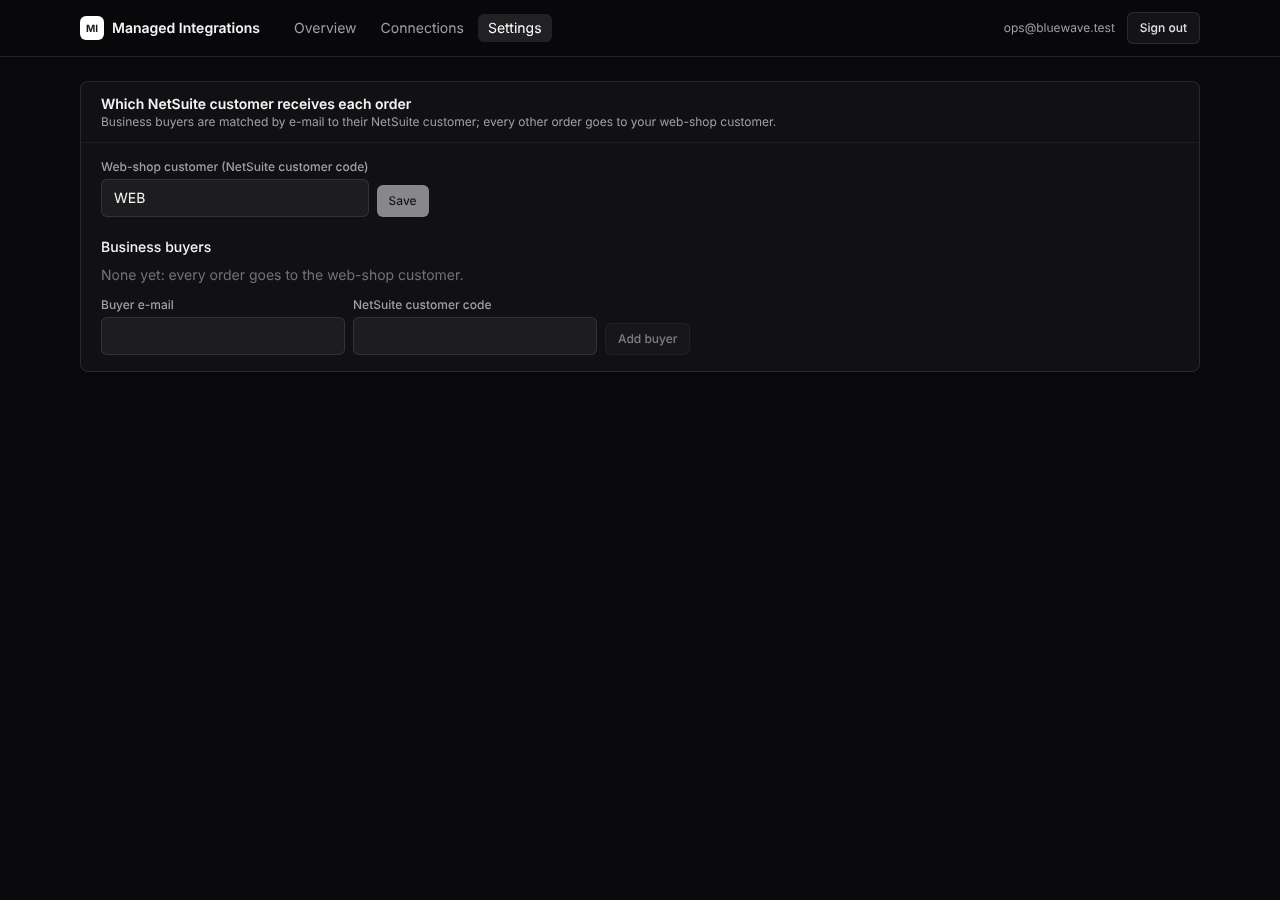 MI Managed Integrations Overview Connections Settings ops@bluewave.test Sign out
Which NetSuite customer receives each order
Business buyers are matched by e-mail to their NetSuite customer; every other order goes to your web-shop customer.
Web-shop customer (NetSuite customer code)
WEB Save
Business buyers
None yet: every order goes to the web-shop customer.
Buyer e-mail NetSuite customer code
Add buyer